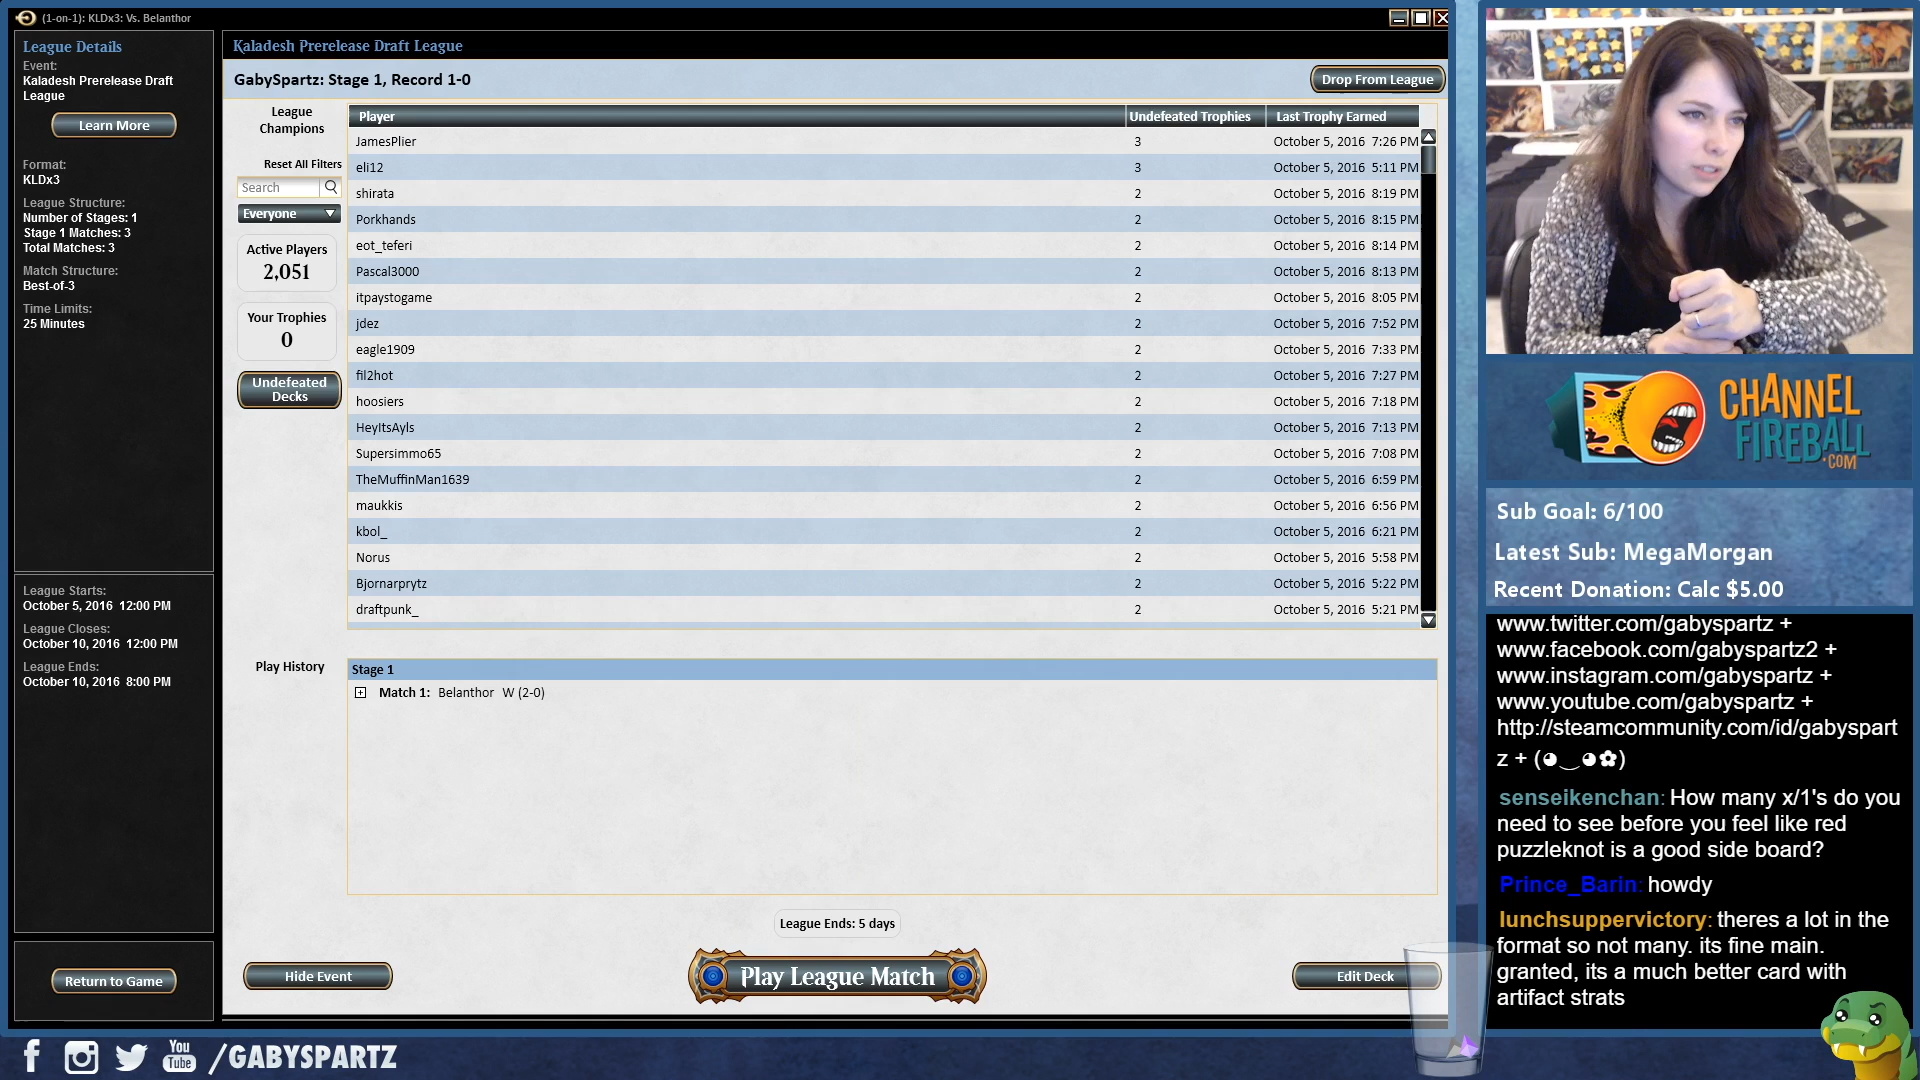 (1-on-1): KLDx3: Vs. Belanthor
League Details
Event:
Kaladesh Prerelease Draft
League
Learn More
Format:
KLDx3
League Structure:
Number of Stages: 1
Stage 1 Matches: 3
Total Matches: 3
Match Structure:
Best-of-3
Time Limits:
25 Minutes
League Starts:
October 5, 2016 12:00 PM
League Closes:
October 10, 2016 12:00 PM
League Ends:
October 10, 2016 8:00 PM
Return to Game
Kaladesh Prerelease Draft League
GabySpartz: Stage 1, Record 1-0
Drop From League
League
Champions
Reset All Filters
Search
Everyone
Active Players
2,051
Your Trophies
0
Undefeated
Decks
Player Undefeated Trophies Last Trophy Earned
JamesPlier 3 October 5, 2016 7:26 PM
eli12 3 October 5, 2016 5:11 PM
shirata 2 October 5, 2016 8:19 PM
Porkhands 2 October 5, 2016 8:15 PM
eot_teferi 2 October 5, 2016 8:14 PM
Pascal3000 2 October 5, 2016 8:13 PM
itpaystogame 2 October 5, 2016 8:05 PM
jdez 2 October 5, 2016 7:52 PM
eagle1909 2 October 5, 2016 7:33 PM
fil2hot 2 October 5, 2016 7:27 PM
hoosiers 2 October 5, 2016 7:18 PM
HeyItsAyls 2 October 5, 2016 7:13 PM
Supersimmo65 2 October 5, 2016 7:08 PM
TheMuffinMan1639 2 October 5, 2016 6:59 PM
maukkis 2 October 5, 2016 6:56 PM
kbol_ 2 October 5, 2016 6:21 PM
Norus 2 October 5, 2016 5:58 PM
Bjornarprytz 2 October 5, 2016 5:22 PM
draftpunk_ 2 October 5, 2016 5:21 PM
Play History
Stage 1
Match 1: Belanthor W (2-0)
League Ends: 5 days
Hide Event
Play League Match
Edit Deck
CHANNEL
FIREBALL
.COM
Sub Goal: 6/100
Latest Sub: MegaMorgan
Recent Donation: Calc $5.00
www.twitter.com/gabyspartz +
www.facebook.com/gabyspartz2 +
www.instagram.com/gabyspartz +
www.youtube.com/gabyspartz +
http://steamcommunity.com/id/gabyspart
z + (◕‿◕✿)
senseikenchan: How many x/1's do you
need to see before you feel like red
puzzleknot is a good side board?
Prince_Barin: howdy
lunchsuppervictory: theres a lot in the
format so not many. its fine main.
granted, its a much better card with
artifact strats
You
Tube
/GABYSPARTZ